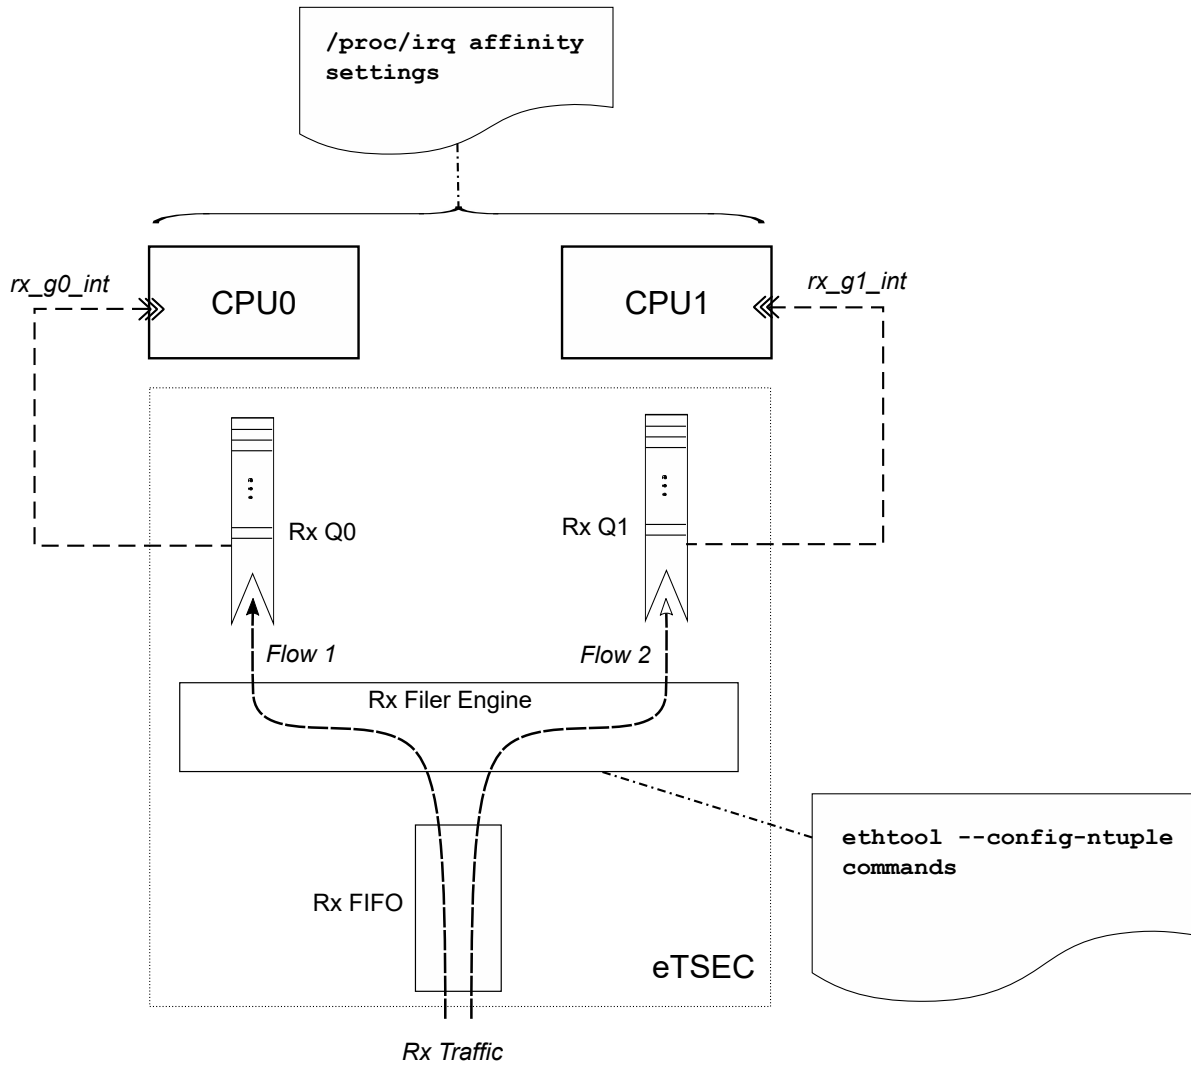 /proc/irq affinity
settings
rx_g0_int
rx_g1_int
CPU0
CPU1
Rx Q0
Rx Q1
Flow 1
Flow 2
Rx Filer Engine
ethtool --config-ntuple
commands
Rx FIFO
eTSEC
Rx Traffic